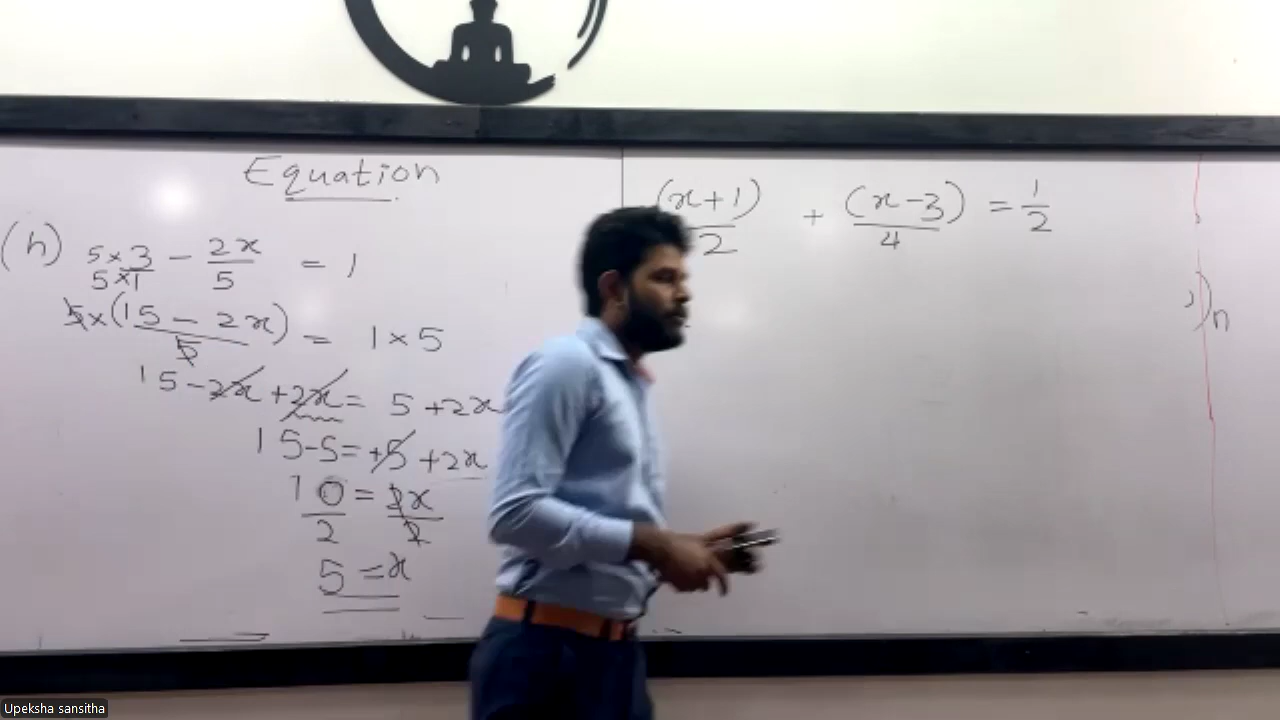 Equation
(h) 5×3/5×1 − 2x/5 = 1
5×(15 − 2x)/5 = 1×5
15−2x+2x = 5+2x
15−5=+5+2x
10/2 = 2x/2
5=x
(x+1)/2 + (x−3)/4 = 1/2
n
Upeksha sansitha